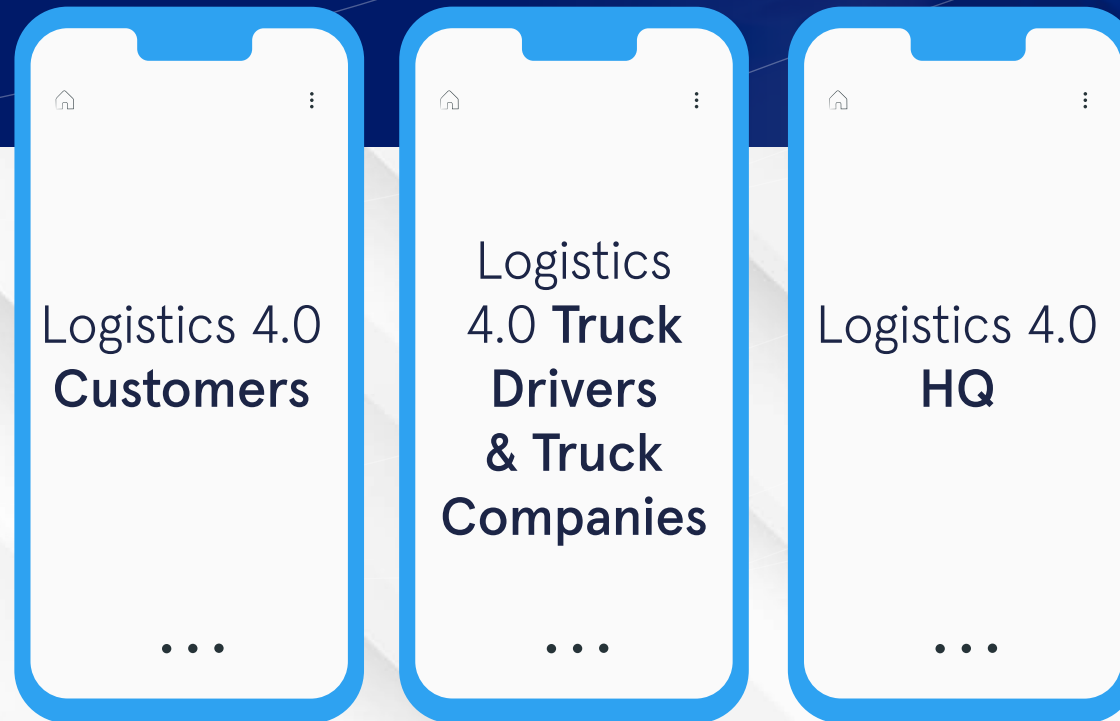 Logistics 4.0
Customers
Logistics
4.0 Truck
Drivers
& Truck
Companies
Logistics 4.0
HQ